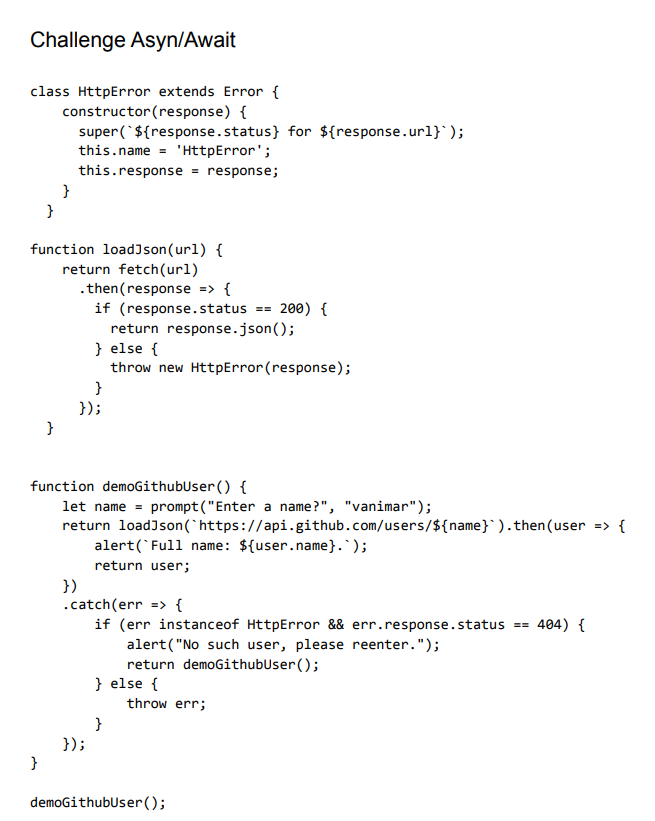 Challenge Asyn/Await
class HttpError extends Error {
constructor(response) {
super(`${response.status} for ${response.url}`);
this.name = 'HttpError';
this.response = response;
}
}
function loadJson(url) {
return fetch(url)
.then(response => {
if (response.status == 200) {
return response.json();
} else {
throw new HttpError(response);
}
});
}
function demoGithubUser() {
let name = prompt("Enter a name?", "vanimar");
return loadJson(`https://api.github.com/users/${name}`).then(user => {
alert(`Full name: ${user.name}.`);
return user;
})
.catch(err => {
if (err instanceof HttpError && err.response.status == 404) {
alert("No such user, please reenter.");
return demoGithubUser();
} else {
throw err;
}
});
}
demoGithubUser();